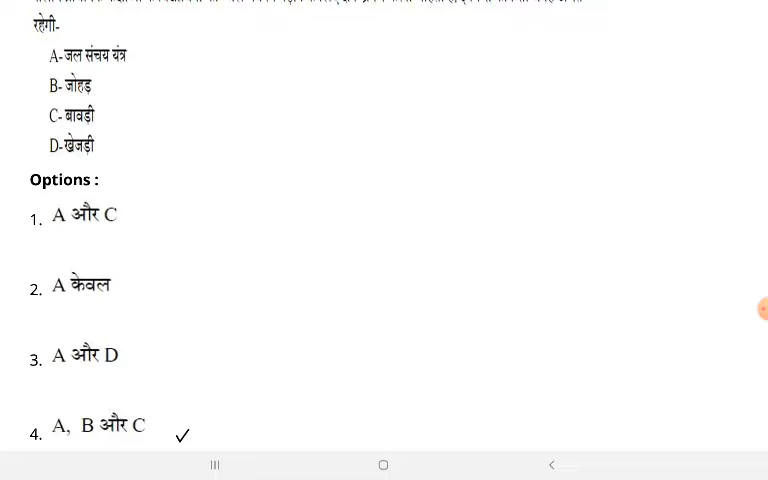 रहेगी-
A-जल संचय यंत्र
B- जोहड़
C- बावड़ी
D-खेजड़ी
Options :
1. A और C
2. A केवल
3. A और D
4. A, B और C